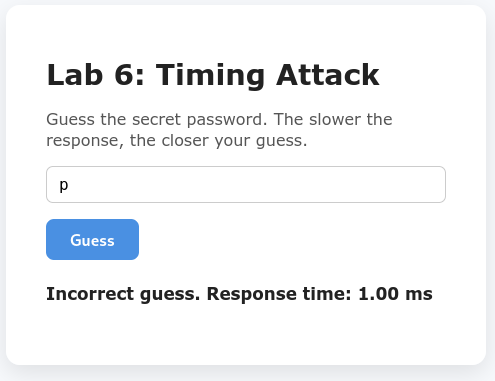 Lab 6: Timing Attack
Guess the secret password. The slower the
response, the closer your guess.
p
Guess
Incorrect guess. Response time: 1.00 ms